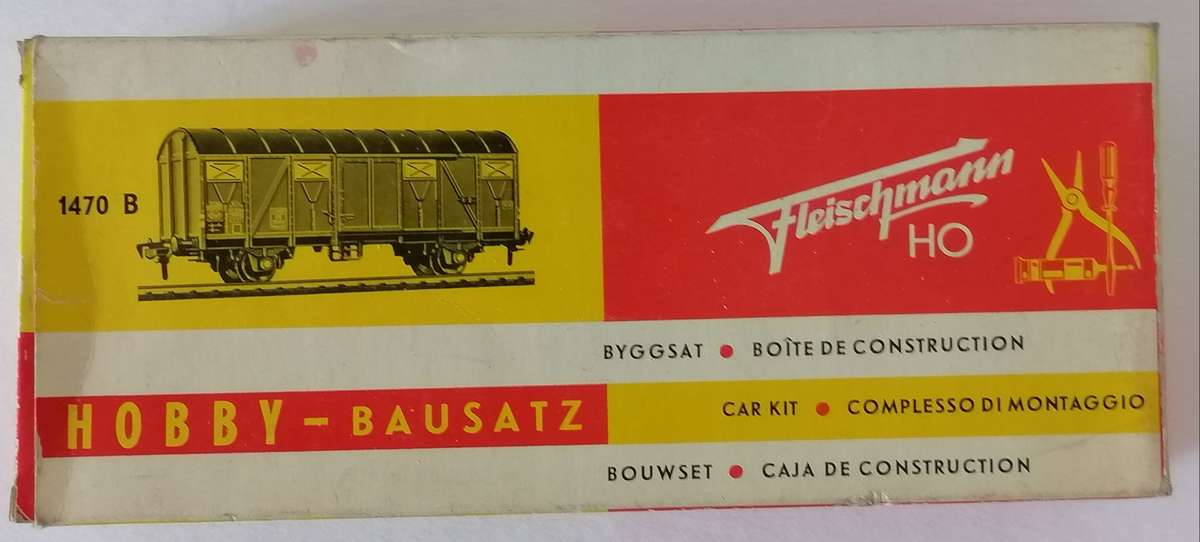 1470 B
Fleischmann
HO
BYGGSAT ● BOÎTE DE CONSTRUCTION
HOBBY - BAUSATZ
CAR KIT ● COMPLESSO DI MONTAGGIO
BOUWSET ● CAJA DE CONSTRUCTION